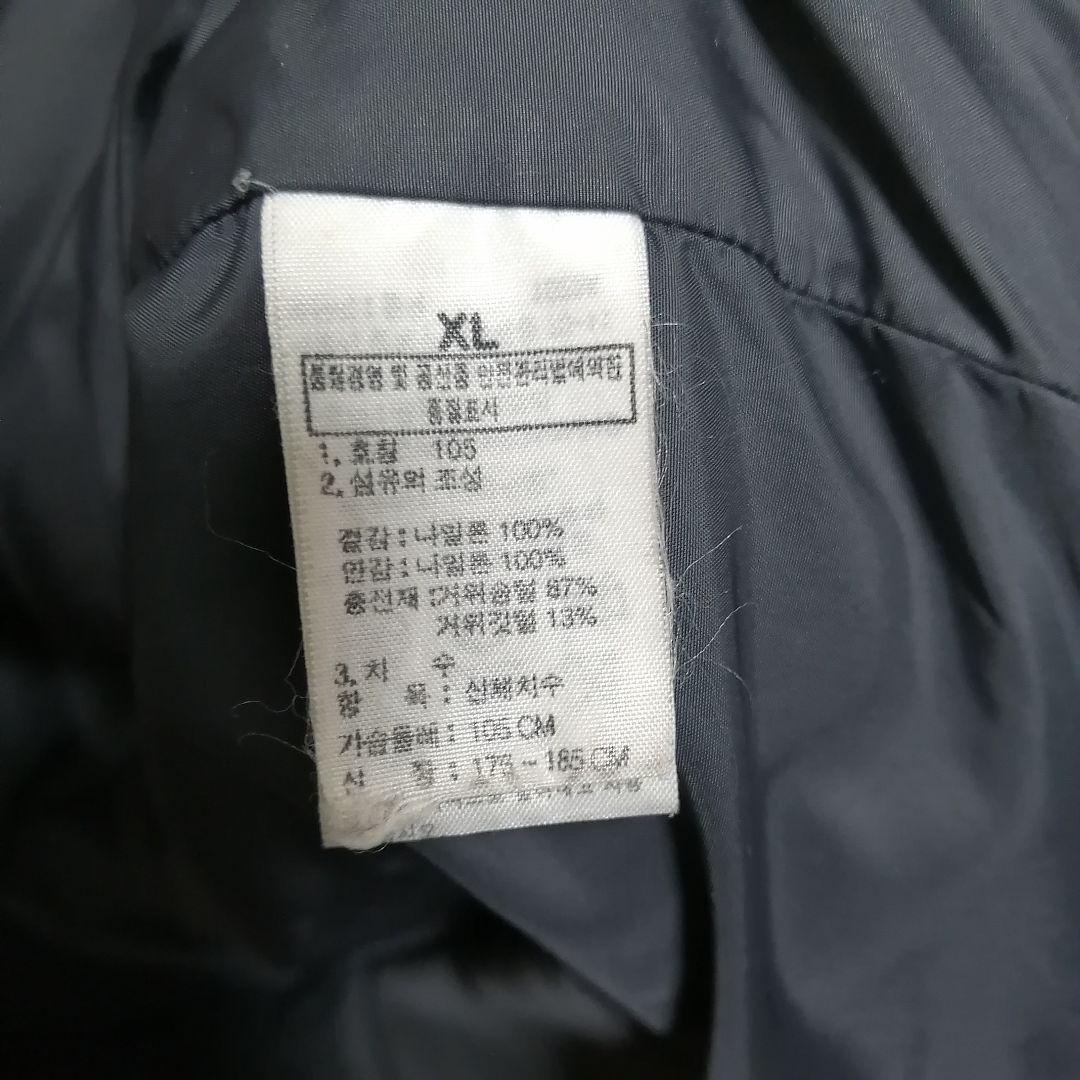 XL
품질경영 및 공산품 안전관리법에의한
품질표시
1. 호칭 105
2. 섬유의 조성
겉감 : 나일론 100%
안감 : 나일론 100%
충전재 : 거위솜털 87%
거위깃털 13%
3. 치 수
항 목 : 신체치수
가슴둘레 : 105 CM
신 장 : 175 ~ 185 CM